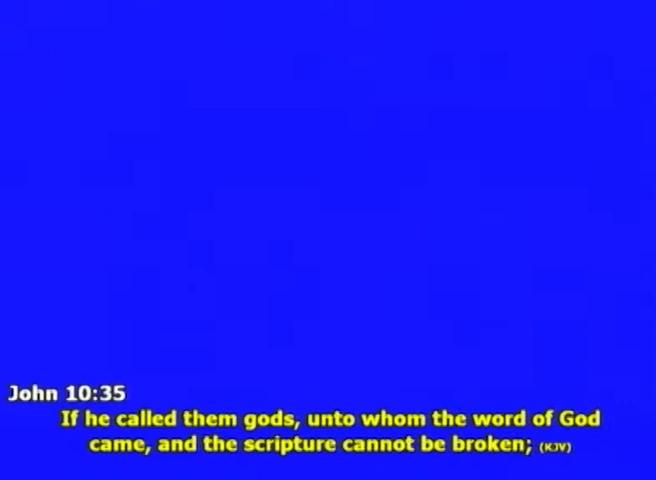 John 10:35
If he called them gods, unto whom the word of God
came, and the scripture cannot be broken; (KJV)